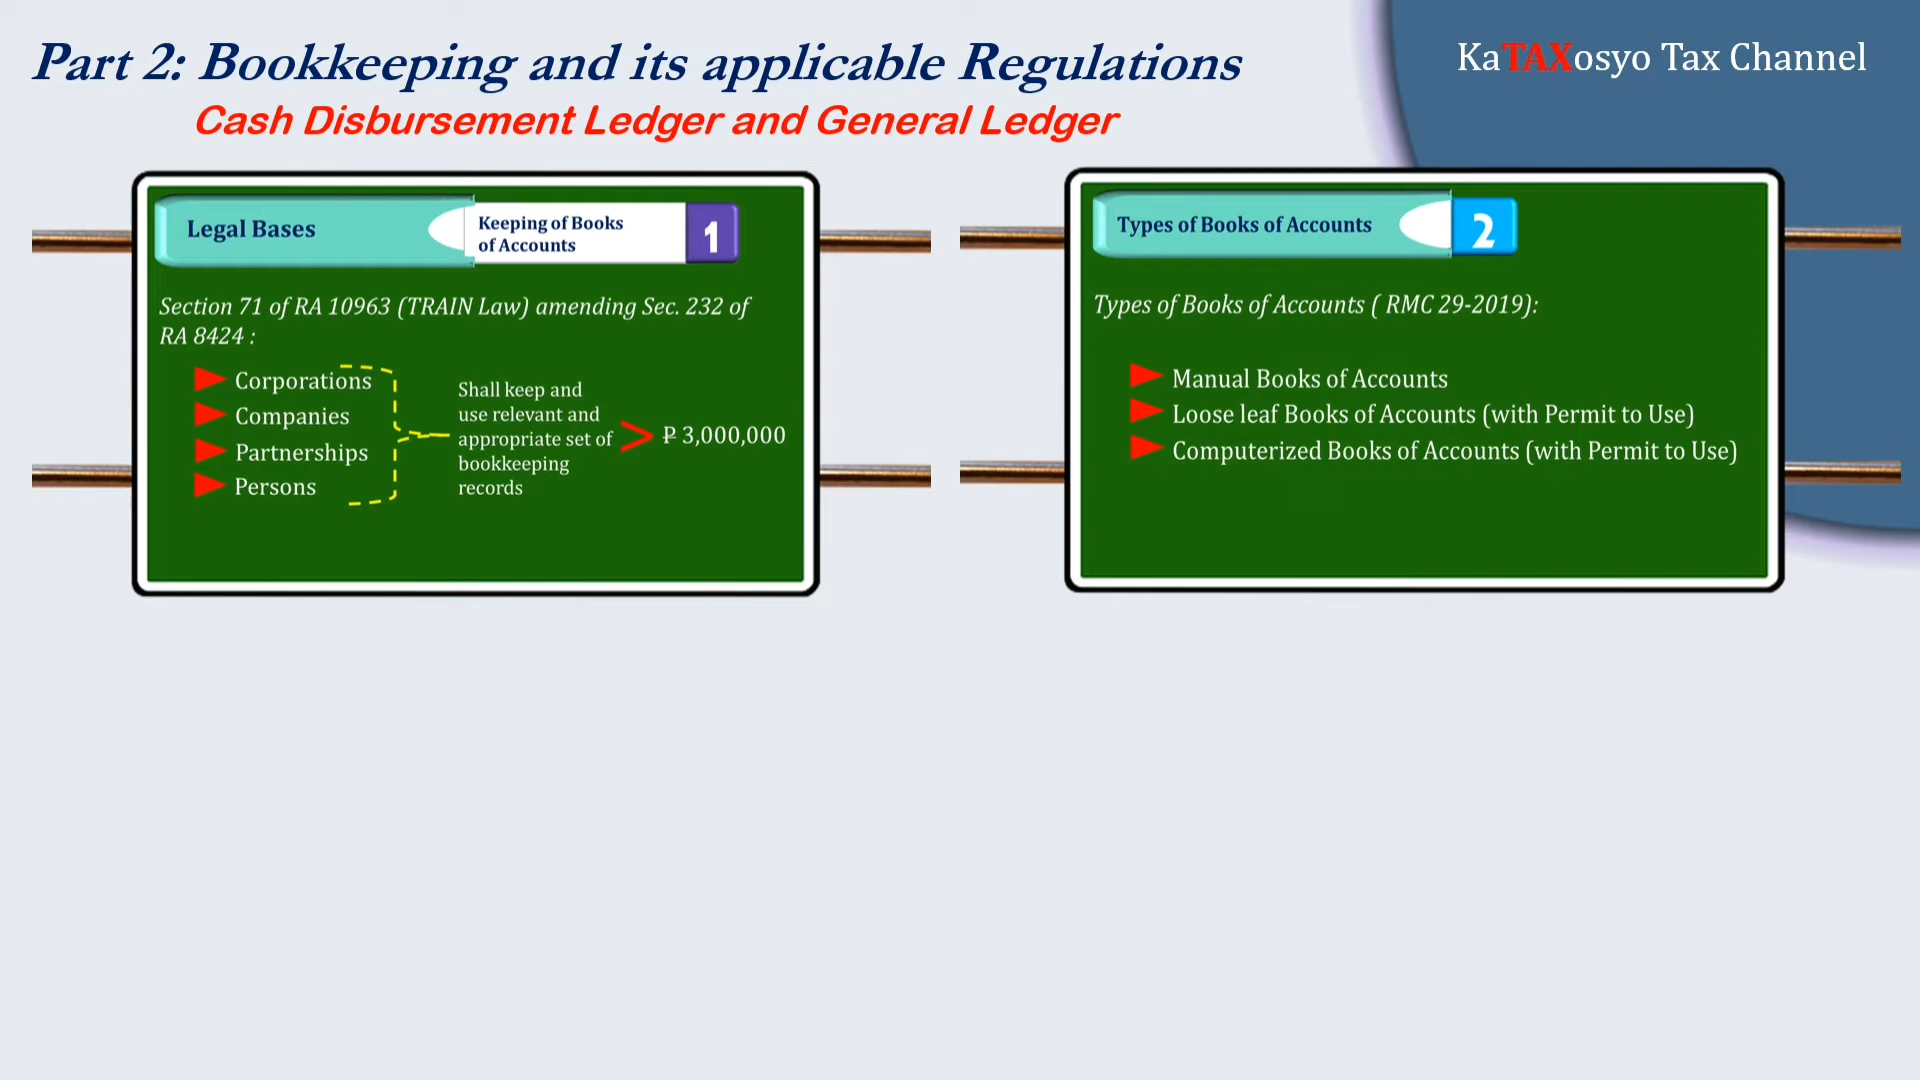 Part 2: Bookkeeping and its applicable Regulations
KaTAXosyo Tax Channel
Cash Disbursement Ledger and General Ledger
Legal Bases
Keeping of Books
of Accounts
1
Section 71 of RA 10963 (TRAIN Law) amending Sec. 232 of
RA 8424 :
Corporations
Companies
Partnerships
Persons
Shall keep and
use relevant and
appropriate set of
bookkeeping
records
> ₱ 3,000,000
Types of Books of Accounts
2
Types of Books of Accounts ( RMC 29-2019):
Manual Books of Accounts
Loose leaf Books of Accounts (with Permit to Use)
Computerized Books of Accounts (with Permit to Use)